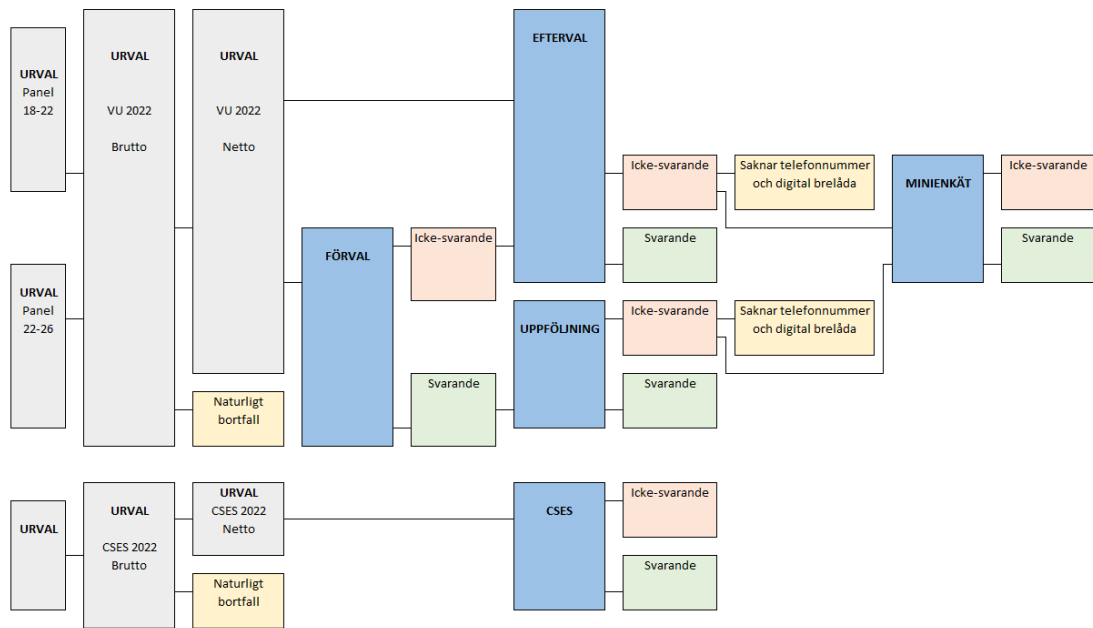 URVAL
Panel
18-22
URVAL
Panel
22-26
URVAL
VU 2022
Brutto
URVAL
VU 2022
Netto
Naturligt
bortfall
FÖRVAL
Icke-svarande
Svarande
EFTERVAL
Icke-svarande
Saknar telefonnummer
och digital brelåda
Svarande
UPPFÖLJNING
Icke-svarande
Saknar telefonnummer
och digital brelåda
Svarande
MINIENKÄT
Icke-svarande
Svarande
URVAL
URVAL
CSES 2022
Brutto
URVAL
CSES 2022
Netto
Naturligt
bortfall
CSES
Icke-svarande
Svarande